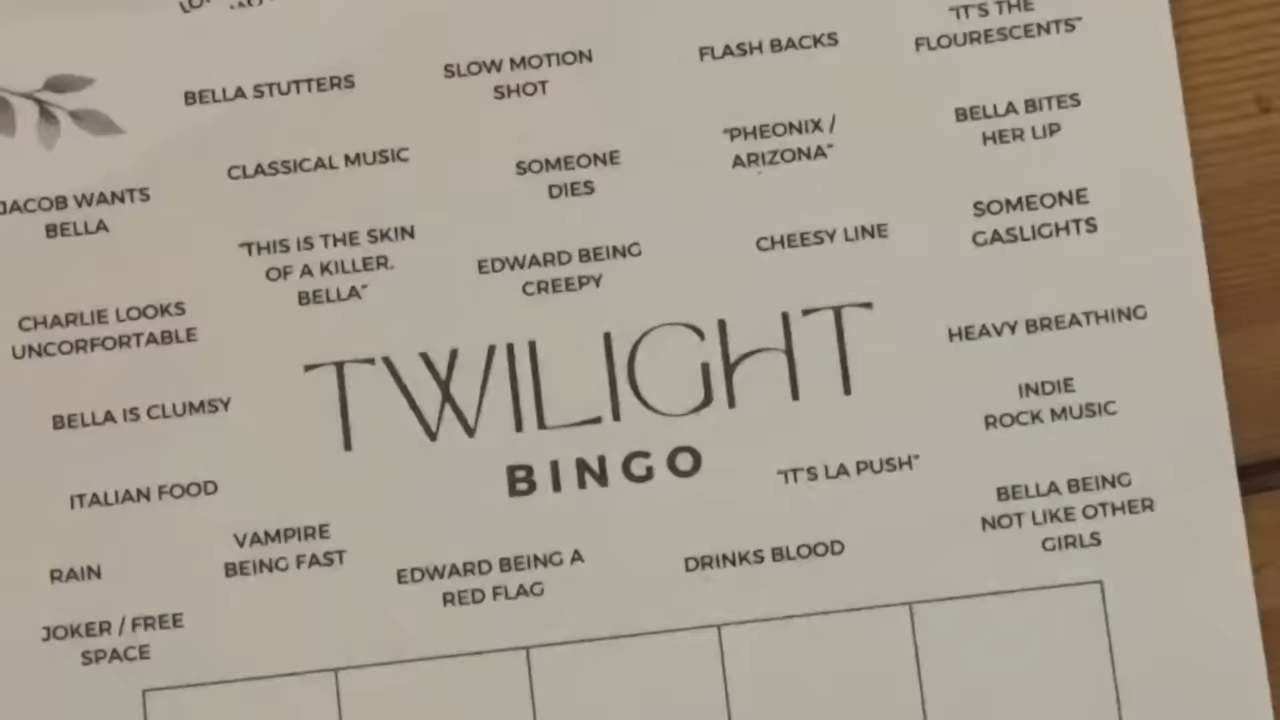 "IT'S THE
FLOURESCENTS"
FLASH BACKS
SLOW MOTION
SHOT
BELLA STUTTERS
BELLA BITES
HER LIP
"PHEONIX /
ARIZONA"
SOMEONE
DIES
CLASSICAL MUSIC
JACOB WANTS
BELLA
SOMEONE
GASLIGHTS
CHEESY LINE
EDWARD BEING
CREEPY
"THIS IS THE SKIN
OF A KILLER,
BELLA"
CHARLIE LOOKS
UNCORFORTABLE
HEAVY BREATHING
TWILIGHT
BINGO
INDIE
ROCK MUSIC
BELLA IS CLUMSY
"IT'S LA PUSH"
ITALIAN FOOD
BELLA BEING
NOT LIKE OTHER
GIRLS
VAMPIRE
BEING FAST
EDWARD BEING A
RED FLAG
DRINKS BLOOD
RAIN
JOKER / FREE
SPACE